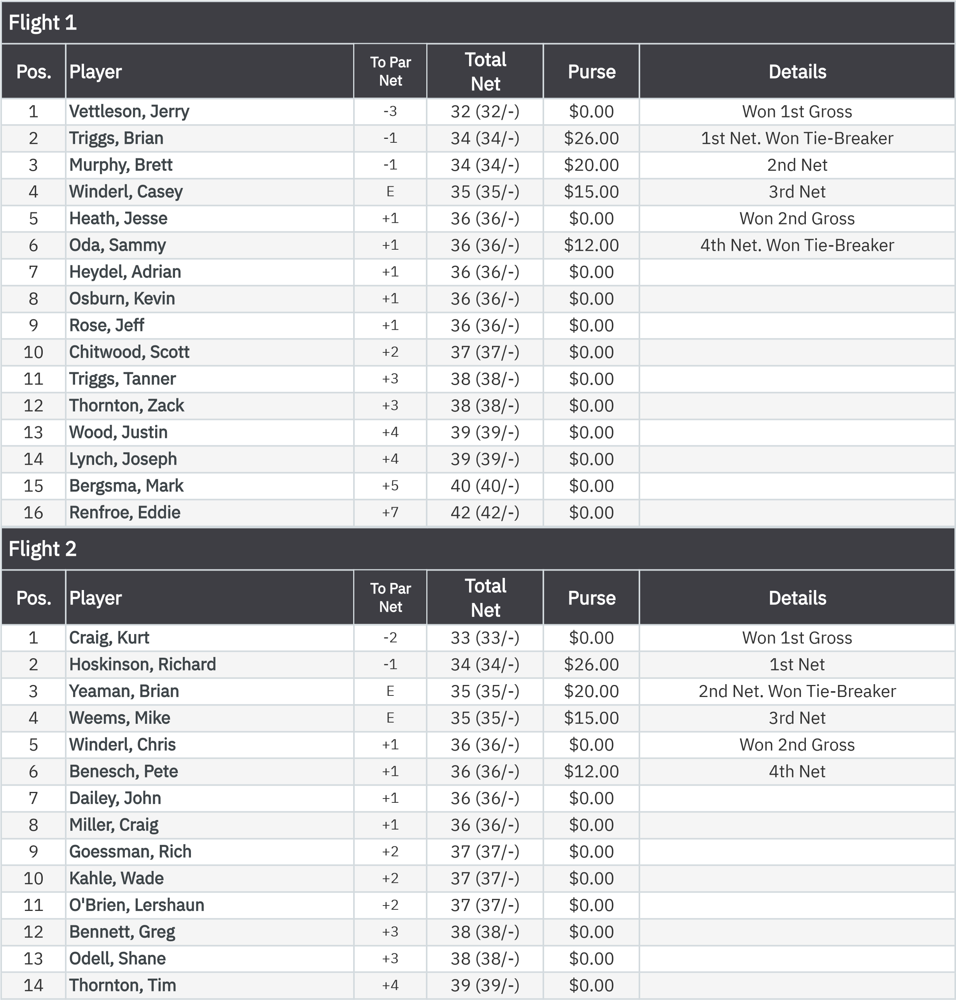 Flight 1
Pos. Player To Par Net Total Net Purse Details
1 Vettleson, Jerry -3 32 (32/-) $0.00 Won 1st Gross
2 Triggs, Brian -1 34 (34/-) $26.00 1st Net. Won Tie-Breaker
3 Murphy, Brett -1 34 (34/-) $20.00 2nd Net
4 Winderl, Casey E 35 (35/-) $15.00 3rd Net
5 Heath, Jesse +1 36 (36/-) $0.00 Won 2nd Gross
6 Oda, Sammy +1 36 (36/-) $12.00 4th Net. Won Tie-Breaker
7 Heydel, Adrian +1 36 (36/-) $0.00
8 Osburn, Kevin +1 36 (36/-) $0.00
9 Rose, Jeff +1 36 (36/-) $0.00
10 Chitwood, Scott +2 37 (37/-) $0.00
11 Triggs, Tanner +3 38 (38/-) $0.00
12 Thornton, Zack +3 38 (38/-) $0.00
13 Wood, Justin +4 39 (39/-) $0.00
14 Lynch, Joseph +4 39 (39/-) $0.00
15 Bergsma, Mark +5 40 (40/-) $0.00
16 Renfroe, Eddie +7 42 (42/-) $0.00
Flight 2
Pos. Player To Par Net Total Net Purse Details
1 Craig, Kurt -2 33 (33/-) $0.00 Won 1st Gross
2 Hoskinson, Richard -1 34 (34/-) $26.00 1st Net
3 Yeaman, Brian E 35 (35/-) $20.00 2nd Net. Won Tie-Breaker
4 Weems, Mike E 35 (35/-) $15.00 3rd Net
5 Winderl, Chris +1 36 (36/-) $0.00 Won 2nd Gross
6 Benesch, Pete +1 36 (36/-) $12.00 4th Net
7 Dailey, John +1 36 (36/-) $0.00
8 Miller, Craig +1 36 (36/-) $0.00
9 Goessman, Rich +2 37 (37/-) $0.00
10 Kahle, Wade +2 37 (37/-) $0.00
11 O'Brien, Lershaun +2 37 (37/-) $0.00
12 Bennett, Greg +3 38 (38/-) $0.00
13 Odell, Shane +3 38 (38/-) $0.00
14 Thornton, Tim +4 39 (39/-) $0.00